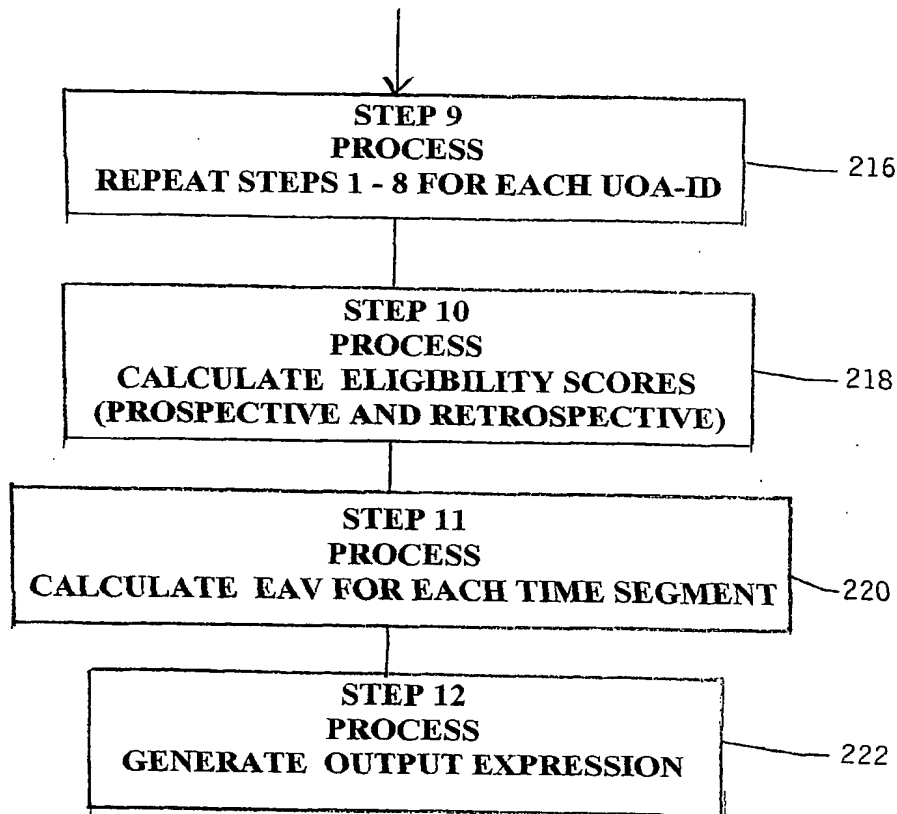 STEP 9
PROCESS
REPEAT STEPS 1 - 8 FOR EACH UOA-ID
216
STEP 10
PROCESS
CALCULATE ELIGIBILITY SCORES
(PROSPECTIVE AND RETROSPECTIVE)
218
STEP 11
PROCESS
CALCULATE EAV FOR EACH TIME SEGMENT
220
STEP 12
PROCESS
GENERATE OUTPUT EXPRESSION
222